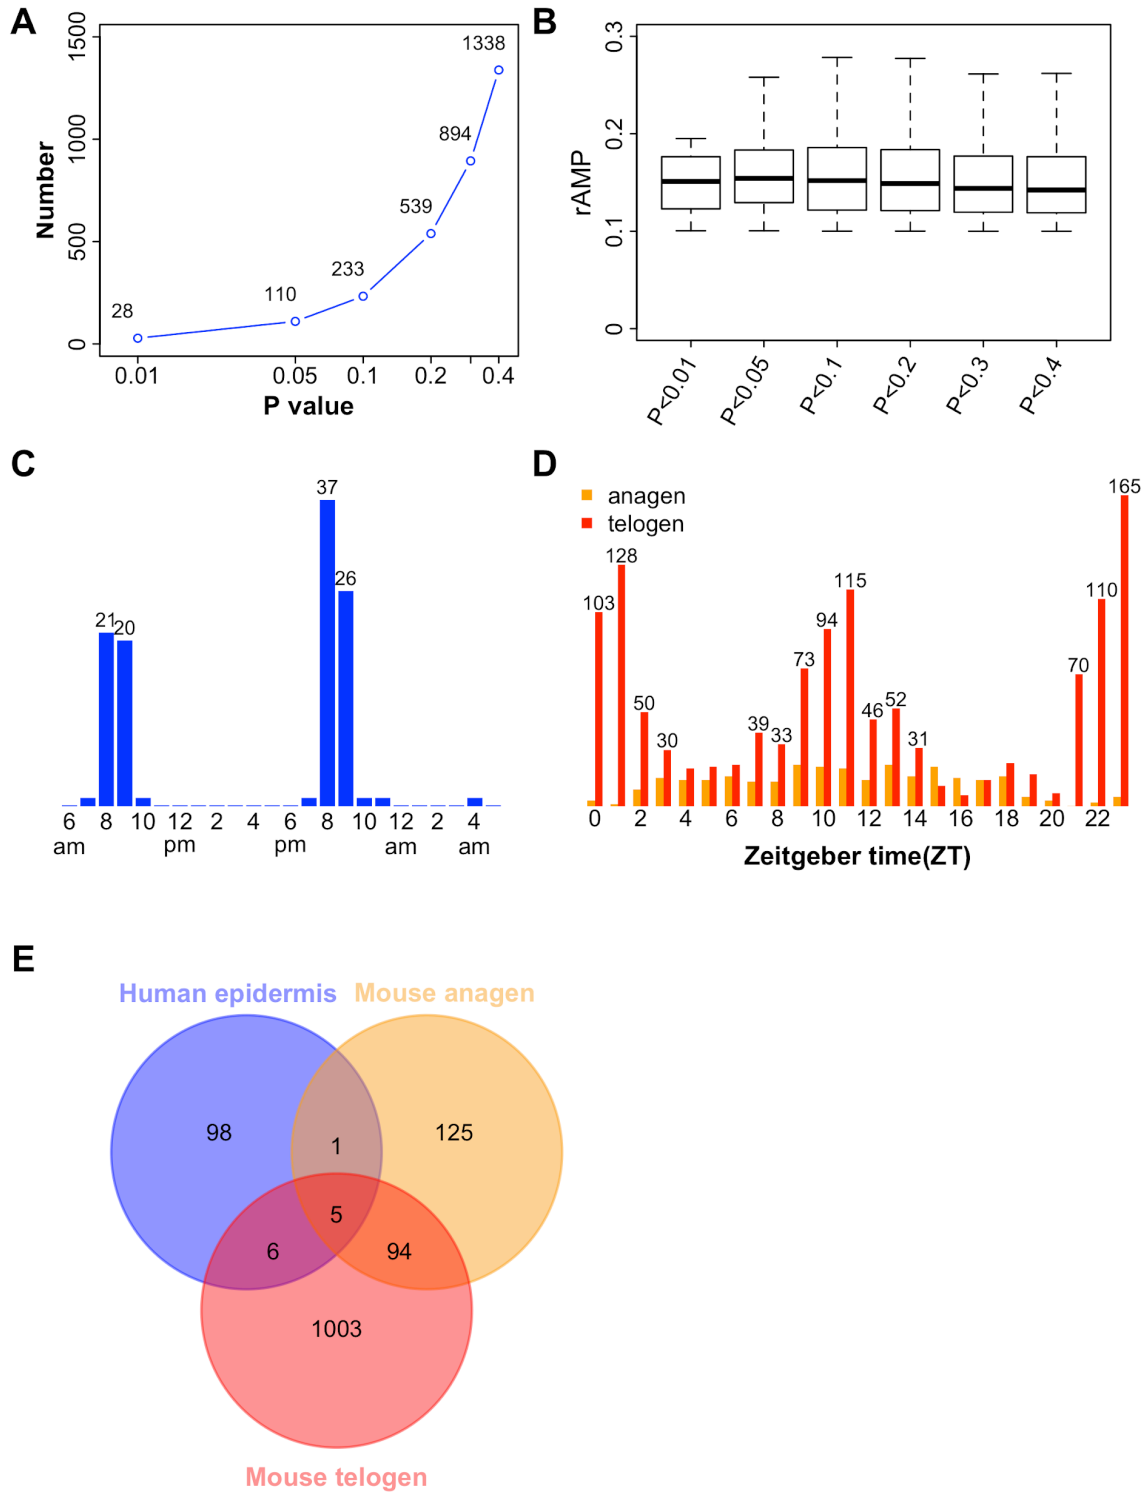 A
1500
1000
500
0
Number
28
110
233
539
894
1338
0.01 0.05 0.1 0.2 0.4
P value
B
0.3
0.2
0.1
0
rAMP
P<0.01 P<0.05 P<0.1 P<0.2 P<0.3 P<0.4
C
21
20
37
26
6 8 10 12 2 4 6 8 10 12 2 4
am pm pm am am
D
anagen
telogen
103
128
50
30
39
33
73
94
115
46
52
31
70
110
165
0 2 4 6 8 10 12 14 16 18 20 22
Zeitgeber time(ZT)
E
Human epidermis Mouse anagen
98
1
125
5
6
94
1003
Mouse telogen